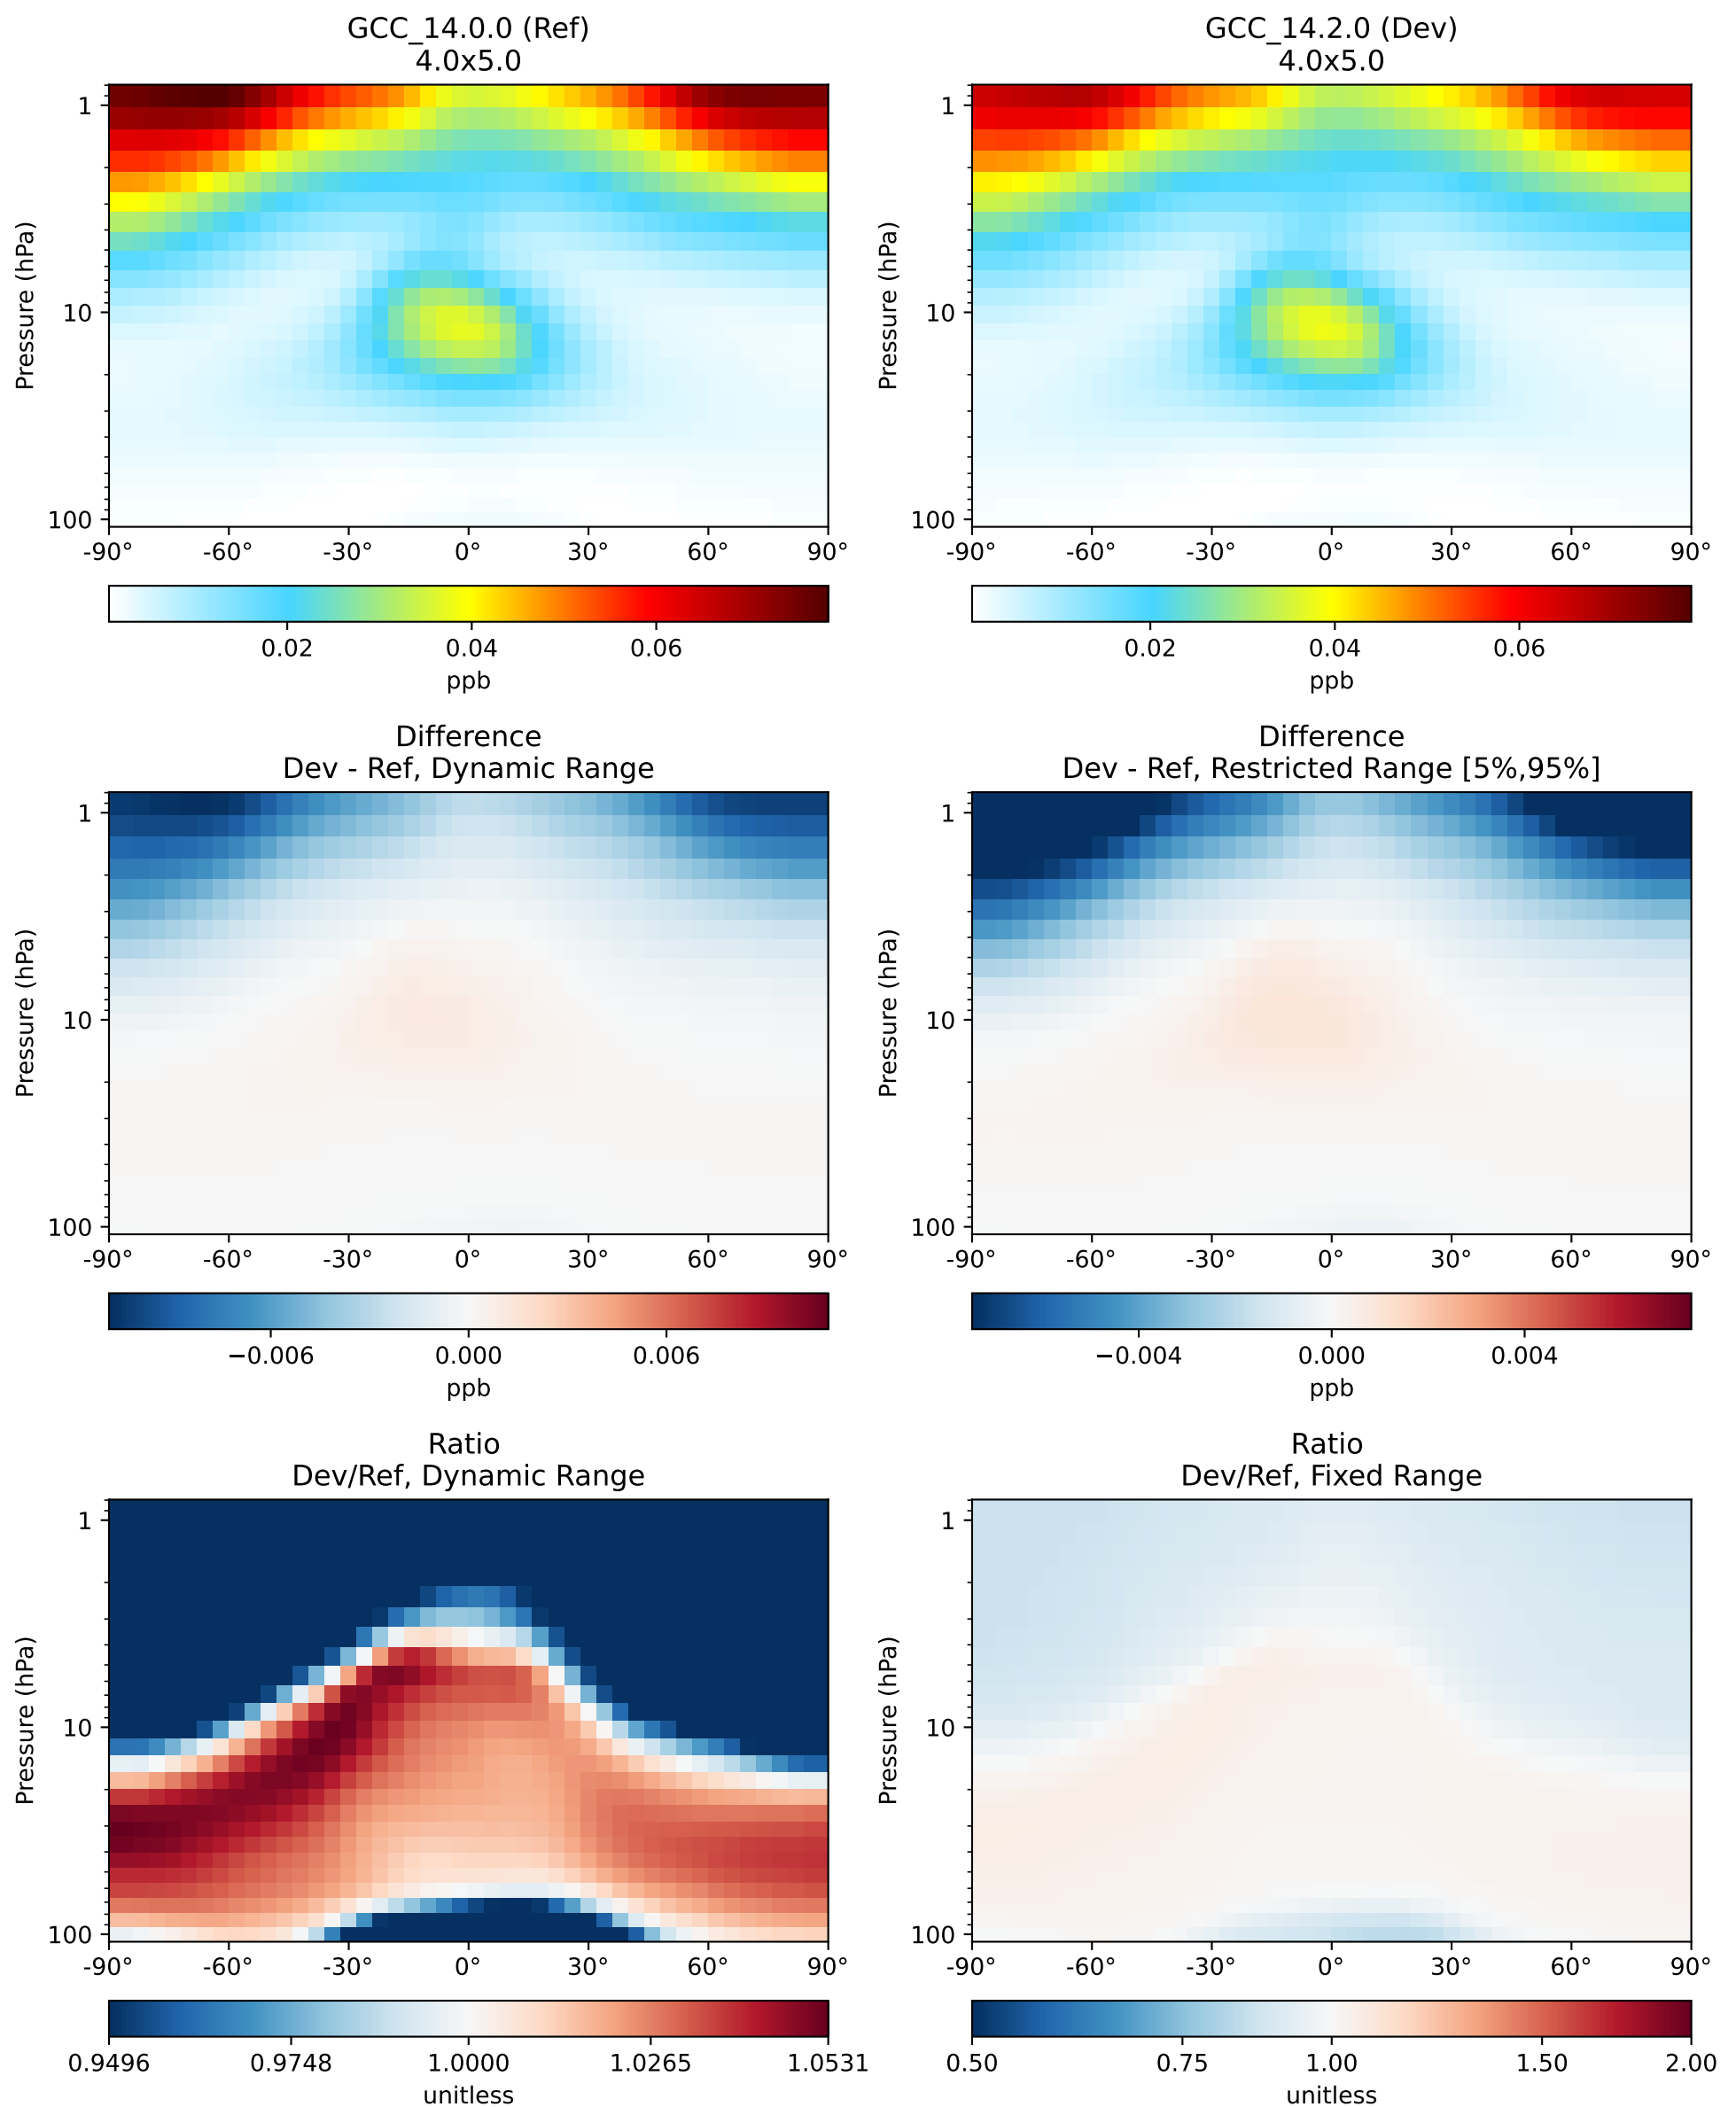 GCC_14.0.0 (Ref)
4.0x5.0
Pressure (hPa)
1
10
100
-90° -60° -30° 0° 30° 60° 90°
0.02 0.04 0.06
ppb
GCC_14.2.0 (Dev)
4.0x5.0
Pressure (hPa)
1
10
100
-90° -60° -30° 0° 30° 60° 90°
0.02 0.04 0.06
ppb
Difference
Dev - Ref, Dynamic Range
Pressure (hPa)
1
10
100
-90° -60° -30° 0° 30° 60° 90°
−0.006 0.000 0.006
ppb
Difference
Dev - Ref, Restricted Range [5%,95%]
Pressure (hPa)
1
10
100
-90° -60° -30° 0° 30° 60° 90°
−0.004 0.000 0.004
ppb
Ratio
Dev/Ref, Dynamic Range
Pressure (hPa)
1
10
100
-90° -60° -30° 0° 30° 60° 90°
0.9496 0.9748 1.0000 1.0265 1.0531
unitless
Ratio
Dev/Ref, Fixed Range
Pressure (hPa)
1
10
100
-90° -60° -30° 0° 30° 60° 90°
0.50 0.75 1.00 1.50 2.00
unitless